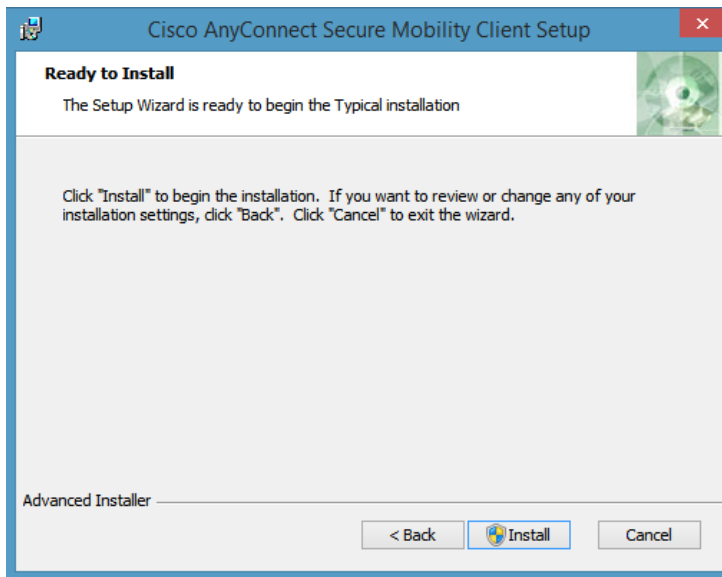 Cisco AnyConnect Secure Mobility Client Setup
Ready to Install
The Setup Wizard is ready to begin the Typical installation
Click "Install" to begin the installation.  If you want to review or change any of your
installation settings, click "Back".  Click "Cancel" to exit the wizard.
Advanced Installer
< Back Install Cancel